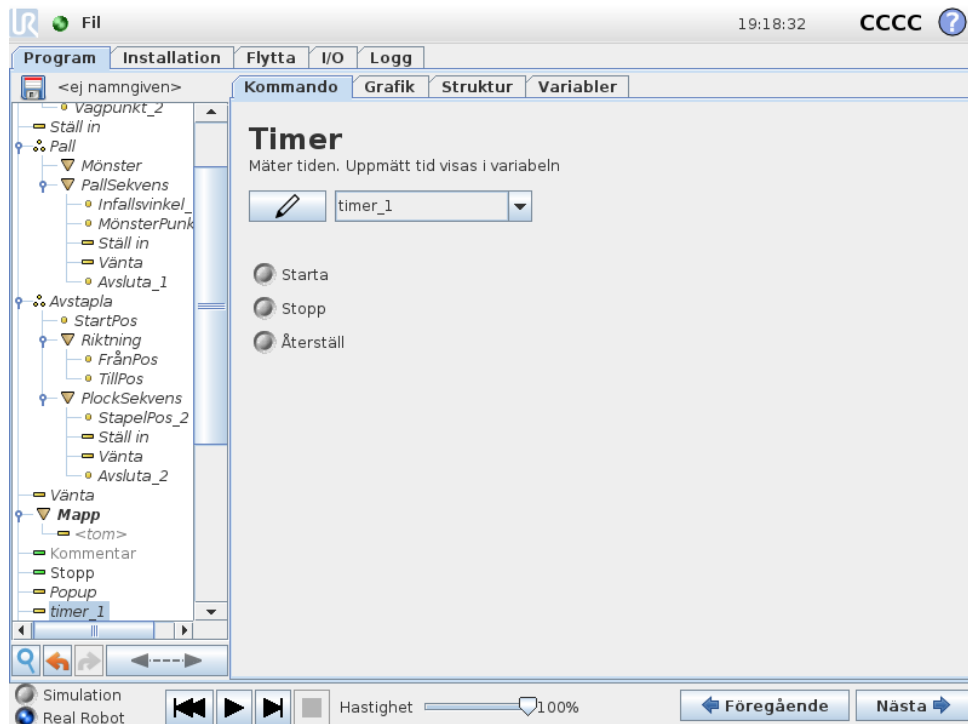 UR Fil 19:18:32 CCCC ?
Program Installation Flytta I/O Logg
<ej namngiven>
Kommando Grafik Struktur Variabler
Vägpunkt_2
Ställ in
Pall
Mönster
PallSekvens
Infallsvinkel_
MönsterPunk
Ställ in
Vänta
Avsluta_1
Avstapla
StartPos
Riktning
FrånPos
TillPos
PlockSekvens
StapelPos_2
Ställ in
Vänta
Avsluta_2
Vänta
Mapp
<tom>
Kommentar
Stopp
Popup
timer_1
Timer
Mäter tiden. Uppmätt tid visas i variabeln
timer_1
Starta
Stopp
Återställ
Simulation
Real Robot
Hastighet 100%
Föregående Nästa